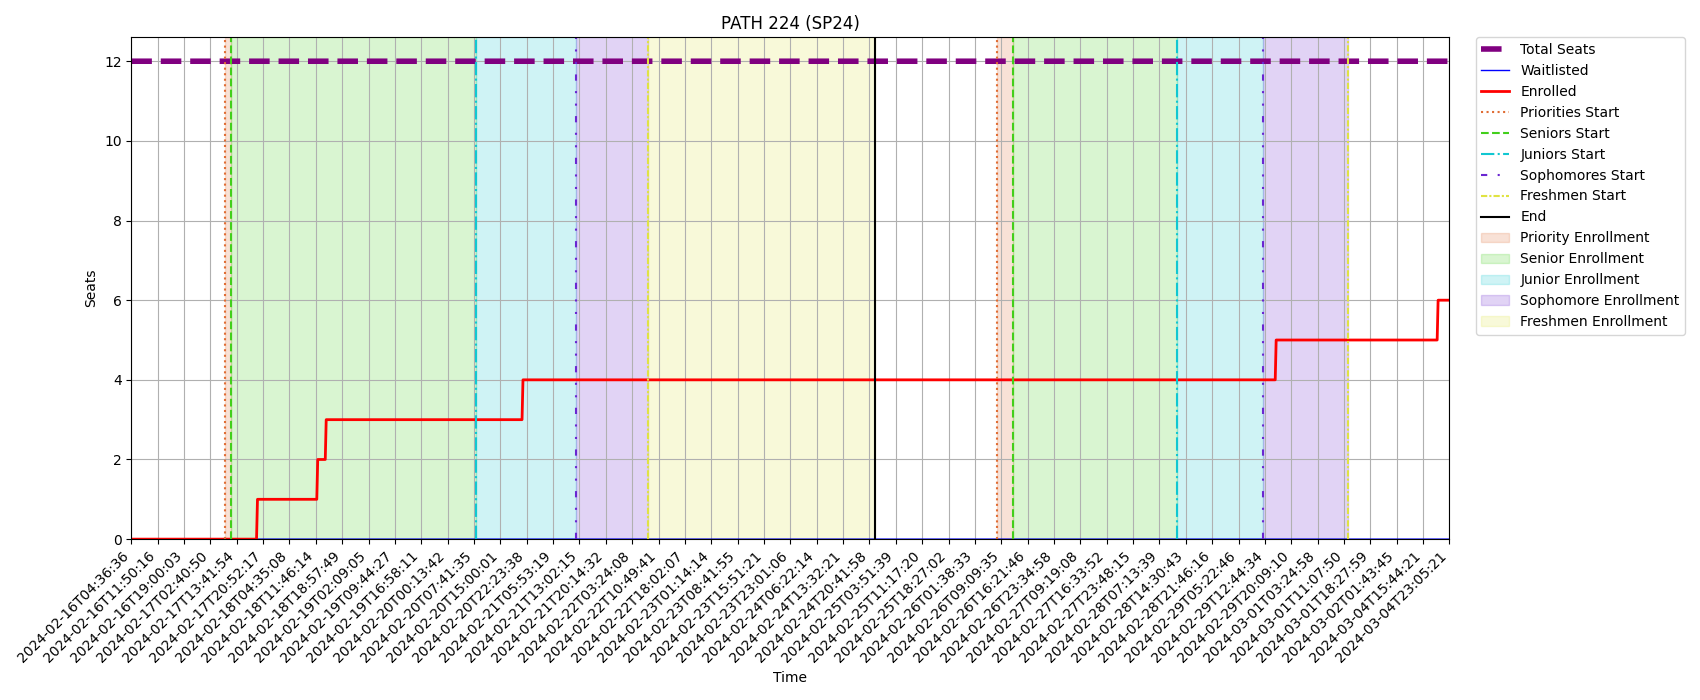 PATH 224 (SP24)
Seats
12
10
8
6
4
2
0
2024-02-16T04:36:36
2024-02-16T11:50:16
2024-02-16T19:00:03
2024-02-17T02:40:50
2024-02-17T13:41:54
2024-02-17T20:52:17
2024-02-18T04:35:08
2024-02-18T11:46:14
2024-02-18T18:57:49
2024-02-19T02:09:05
2024-02-19T09:44:27
2024-02-19T16:58:11
2024-02-20T00:13:42
2024-02-20T07:41:35
2024-02-20T15:00:01
2024-02-20T22:23:38
2024-02-21T05:53:19
2024-02-21T13:02:15
2024-02-21T20:14:32
2024-02-22T03:24:08
2024-02-22T10:49:41
2024-02-22T18:02:07
2024-02-23T01:14:14
2024-02-23T08:41:55
2024-02-23T15:51:21
2024-02-23T23:01:06
2024-02-24T06:22:14
2024-02-24T13:32:21
2024-02-24T20:41:58
2024-02-25T03:51:39
2024-02-25T11:17:20
2024-02-25T18:27:02
2024-02-26T01:38:33
2024-02-26T09:09:35
2024-02-26T16:21:46
2024-02-26T23:34:58
2024-02-27T09:19:08
2024-02-27T16:33:52
2024-02-27T23:48:15
2024-02-28T07:13:39
2024-02-28T14:30:43
2024-02-28T21:46:16
2024-02-29T05:22:46
2024-02-29T12:44:34
2024-02-29T20:09:10
2024-03-01T03:24:58
2024-03-01T11:07:50
2024-03-01T18:27:59
2024-03-02T01:43:45
2024-03-04T15:44:21
2024-03-04T23:05:21
Time
Total Seats
Waitlisted
Enrolled
Priorities Start
Seniors Start
Juniors Start
Sophomores Start
Freshmen Start
End
Priority Enrollment
Senior Enrollment
Junior Enrollment
Sophomore Enrollment
Freshmen Enrollment